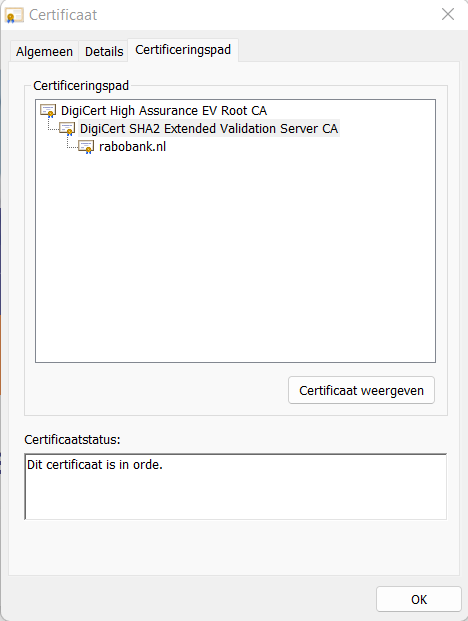 Certificaat
Algemeen Details Certificeringspad
Certificeringspad
DigiCert High Assurance EV Root CA
DigiCert SHA2 Extended Validation Server CA
rabobank.nl
Certificaat weergeven
Certificaatstatus:
Dit certificaat is in orde.
OK